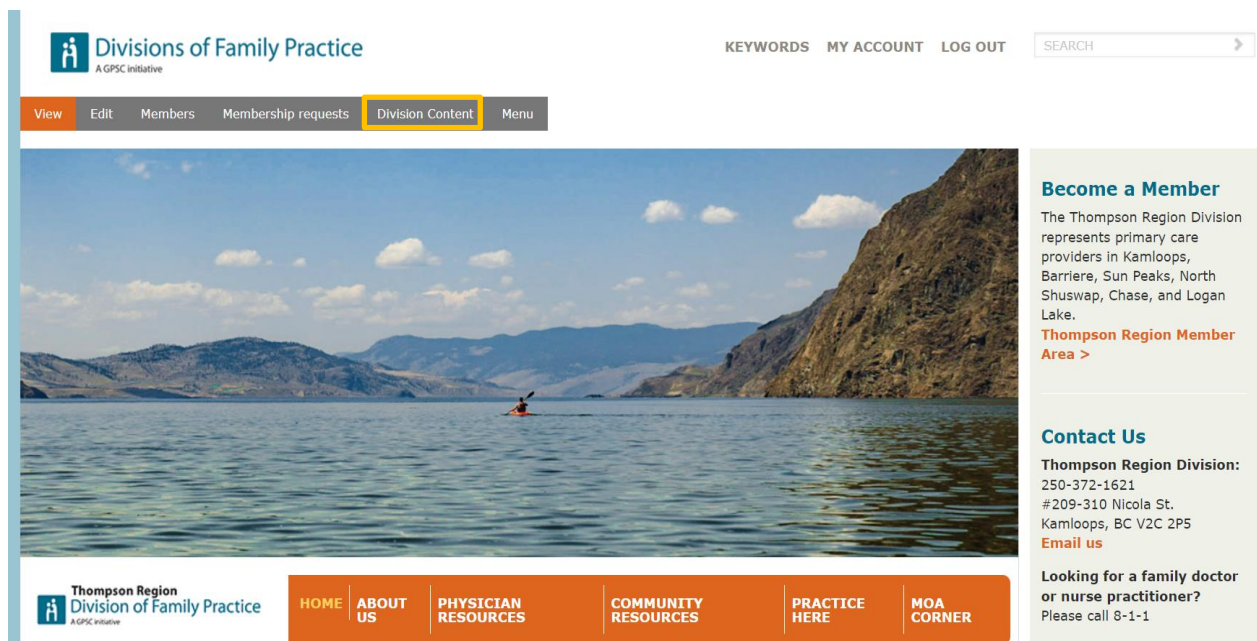 Divisions of Family Practice
A GPSC initiative
KEYWORDS MY ACCOUNT LOG OUT SEARCH
View Edit Members Membership requests Division Content Menu
Become a Member
The Thompson Region Division
represents primary care
providers in Kamloops,
Barriere, Sun Peaks, North
Shuswap, Chase, and Logan
Lake.
Thompson Region Member
Area >
Contact Us
Thompson Region Division:
250-372-1621
#209-310 Nicola St.
Kamloops, BC V2C 2P5
Email us
Looking for a family doctor
or nurse practitioner?
Please call 8-1-1
Thompson Region
Division of Family Practice
A GPSC initiative
HOME
ABOUT
US
PHYSICIAN
RESOURCES
COMMUNITY
RESOURCES
PRACTICE
HERE
MOA
CORNER